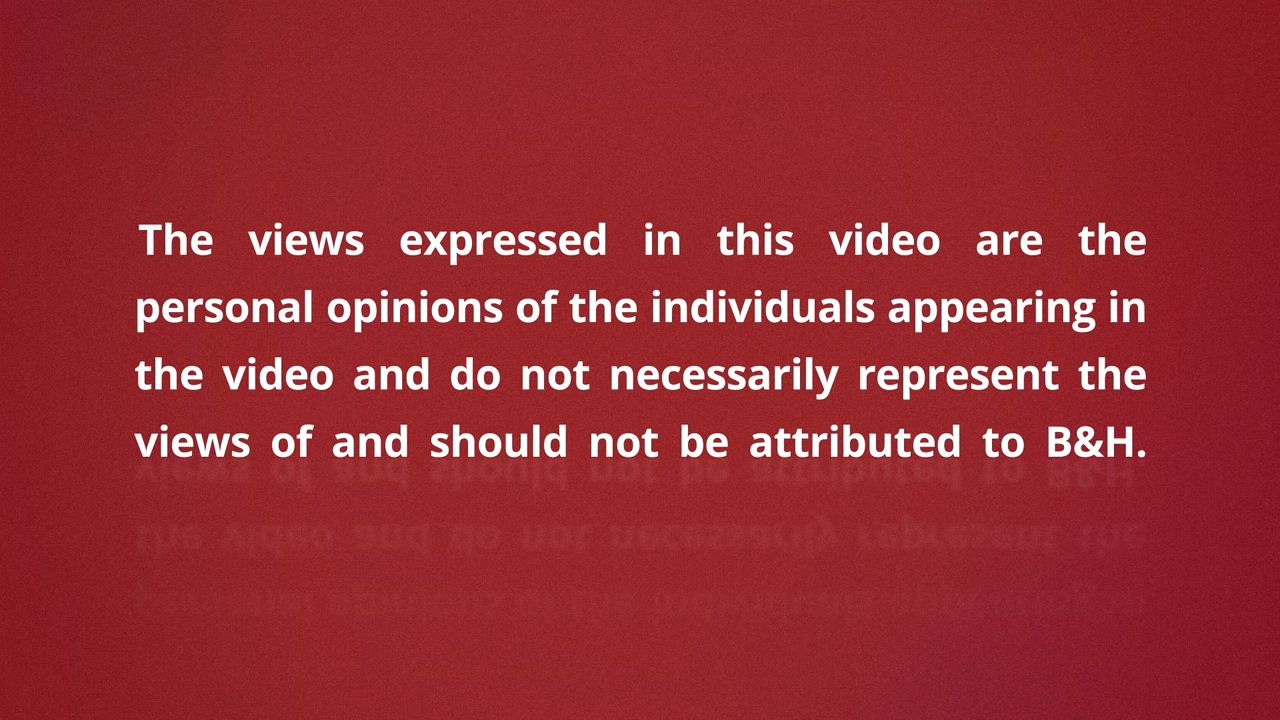 The views expressed in this video are the
personal opinions of the individuals appearing in
the video and do not necessarily represent the
views of and should not be attributed to B&H.